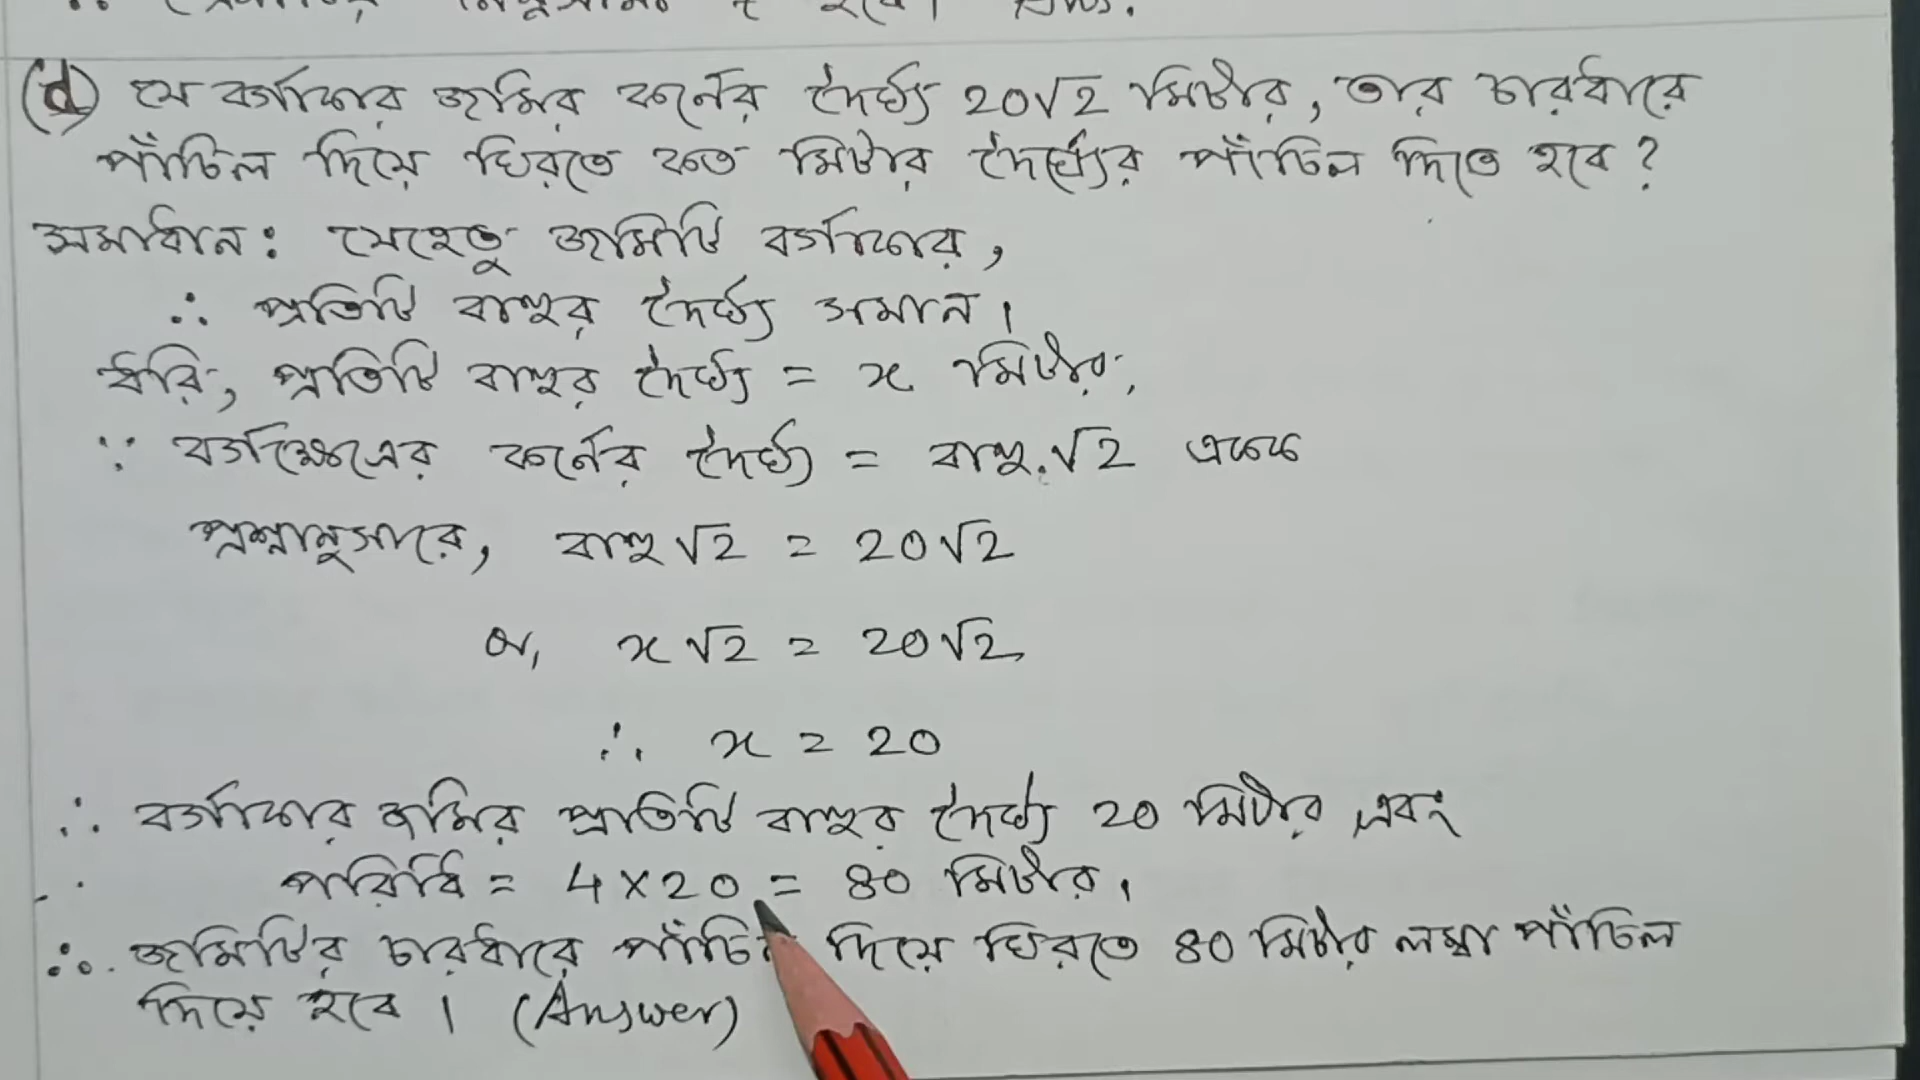 (d) যে বর্গাকার জমির কর্নের দৈর্ঘ্য 20√2 মিটার, তার চারধারে
পাঁচিল দিয়ে ঘিরতে কত মিটার দৈর্ঘ্যের পাঁচিল দিতে হবে?
সমাধান: যেহেতু জমিটি বর্গাকার,
∴ প্রতিটি বাহুর দৈর্ঘ্য সমান।
ধরি, প্রতিটি বাহুর দৈর্ঘ্য = x মিটার,
∵ বর্গক্ষেত্রের কর্নের দৈর্ঘ্য = বাহু.√2 একক
প্রশ্নানুসারে, বাহু√2 = 20√2
বা, x√2 = 20√2
∴ x = 20
∴ বর্গাকার জমির প্রতিটি বাহুর দৈর্ঘ্য 20 মিটার এবং
পরিধি = 4×20 = 80 মিটার।
∴ জমিটির চারধারে পাঁচিল দিয়ে ঘিরতে 80 মিটার লম্বা পাঁচিল
দিয়ে হবে। (Answer)